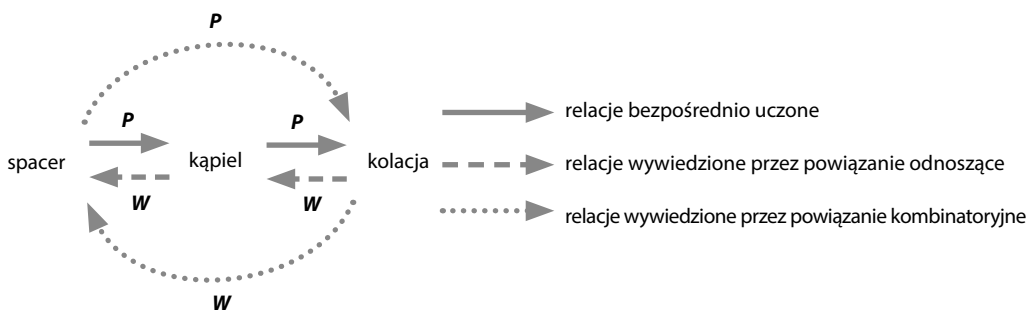 P
P P
spacer kąpiel kolacja
W W
W
relacje bezpośrednio uczone
relacje wywiedzione przez powiązanie odnoszące
relacje wywiedzione przez powiązanie kombinatoryjne